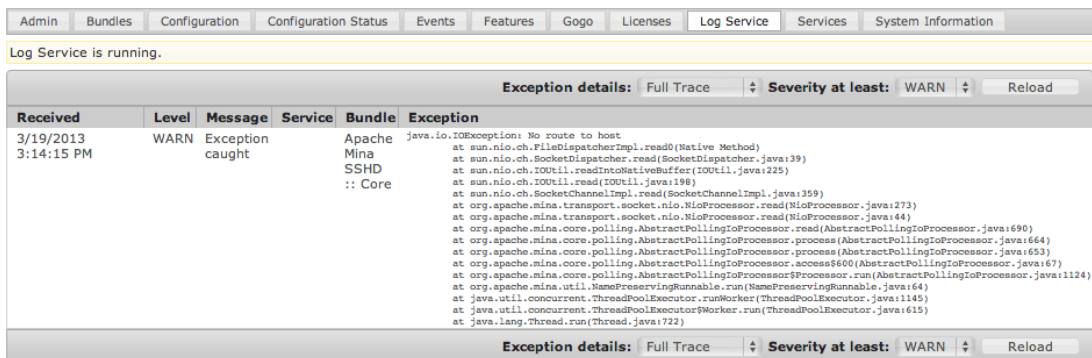 Admin Bundles Configuration Configuration Status Events Features Gogo Licenses Log Service Services System Information
Log Service is running.
Exception details: Full Trace Severity at least: WARN Reload
Received Level Message Service Bundle Exception
3/19/2013 3:14:15 PM WARN Exception caught Apache Mina SSHD :: Core java.io.IOException: No route to host
at sun.nio.ch.FileDispatcherImpl.read0(Native Method)
at sun.nio.ch.SocketDispatcher.read(SocketDispatcher.java:39)
at sun.nio.ch.IOUtil.readIntoNativeBuffer(IOUtil.java:225)
at sun.nio.ch.IOUtil.read(IOUtil.java:198)
at sun.nio.ch.SocketChannelImpl.read(SocketChannelImpl.java:359)
at org.apache.mina.transport.socket.nio.NioProcessor.read(NioProcessor.java:273)
at org.apache.mina.transport.socket.nio.NioProcessor.read(NioProcessor.java:44)
at org.apache.mina.core.polling.AbstractPollingIoProcessor.read(AbstractPollingIoProcessor.java:690)
at org.apache.mina.core.polling.AbstractPollingIoProcessor.process(AbstractPollingIoProcessor.java:664)
at org.apache.mina.core.polling.AbstractPollingIoProcessor.process(AbstractPollingIoProcessor.java:653)
at org.apache.mina.core.polling.AbstractPollingIoProcessor.access$600(AbstractPollingIoProcessor.java:67)
at org.apache.mina.core.polling.AbstractPollingIoProcessor$Processor.run(AbstractPollingIoProcessor.java:1124)
at org.apache.mina.util.NamePreservingRunnable.run(NamePreservingRunnable.java:64)
at java.util.concurrent.ThreadPoolExecutor.runWorker(ThreadPoolExecutor.java:1145)
at java.util.concurrent.ThreadPoolExecutor$Worker.run(ThreadPoolExecutor.java:615)
at java.lang.Thread.run(Thread.java:722)
Exception details: Full Trace Severity at least: WARN Reload